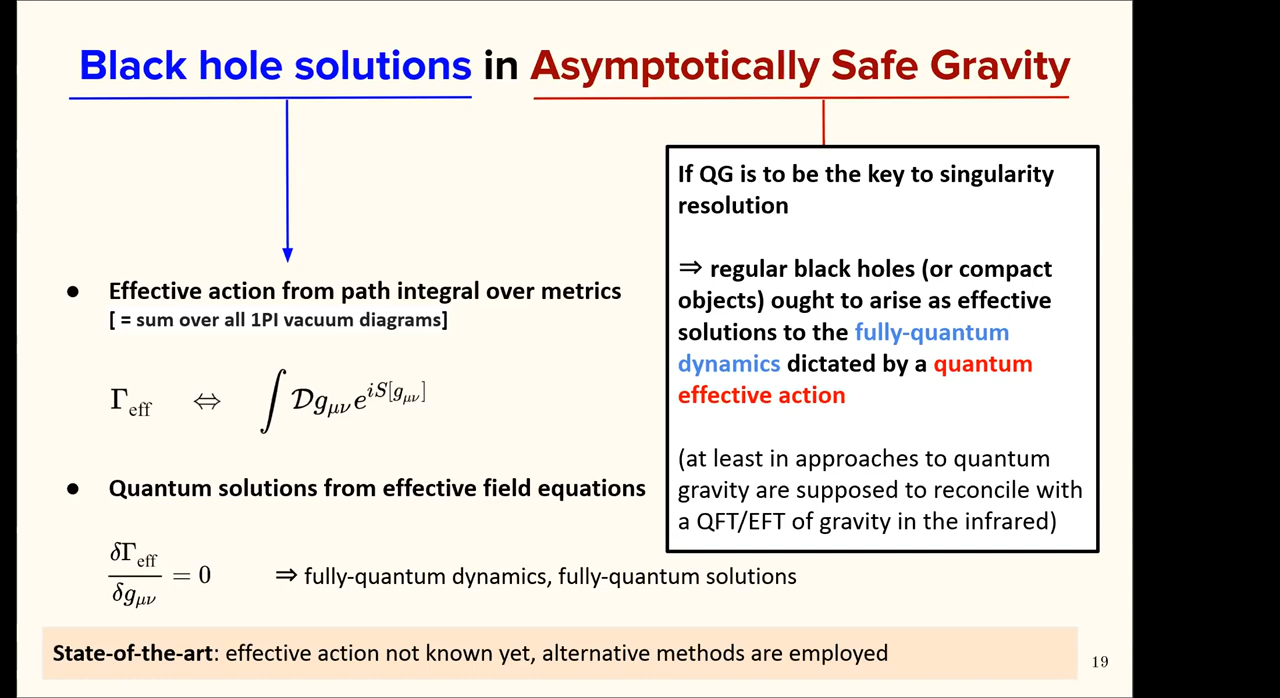 Black hole solutions in Asymptotically Safe Gravity
If QG is to be the key to singularity
resolution
⇒ regular black holes (or compact
objects) ought to arise as effective
solutions to the fully-quantum
dynamics dictated by a quantum
effective action
(at least in approaches to quantum
gravity are supposed to reconcile with
a QFT/EFT of gravity in the infrared)
● Effective action from path integral over metrics
[ = sum over all 1PI vacuum diagrams]
Γ_eff ⇔ ∫ 𝒟g_μν e^{iS[g_μν]}
● Quantum solutions from effective field equations
δΓ_eff / δg_μν = 0 ⇒ fully-quantum dynamics, fully-quantum solutions
State-of-the-art: effective action not known yet, alternative methods are employed
19